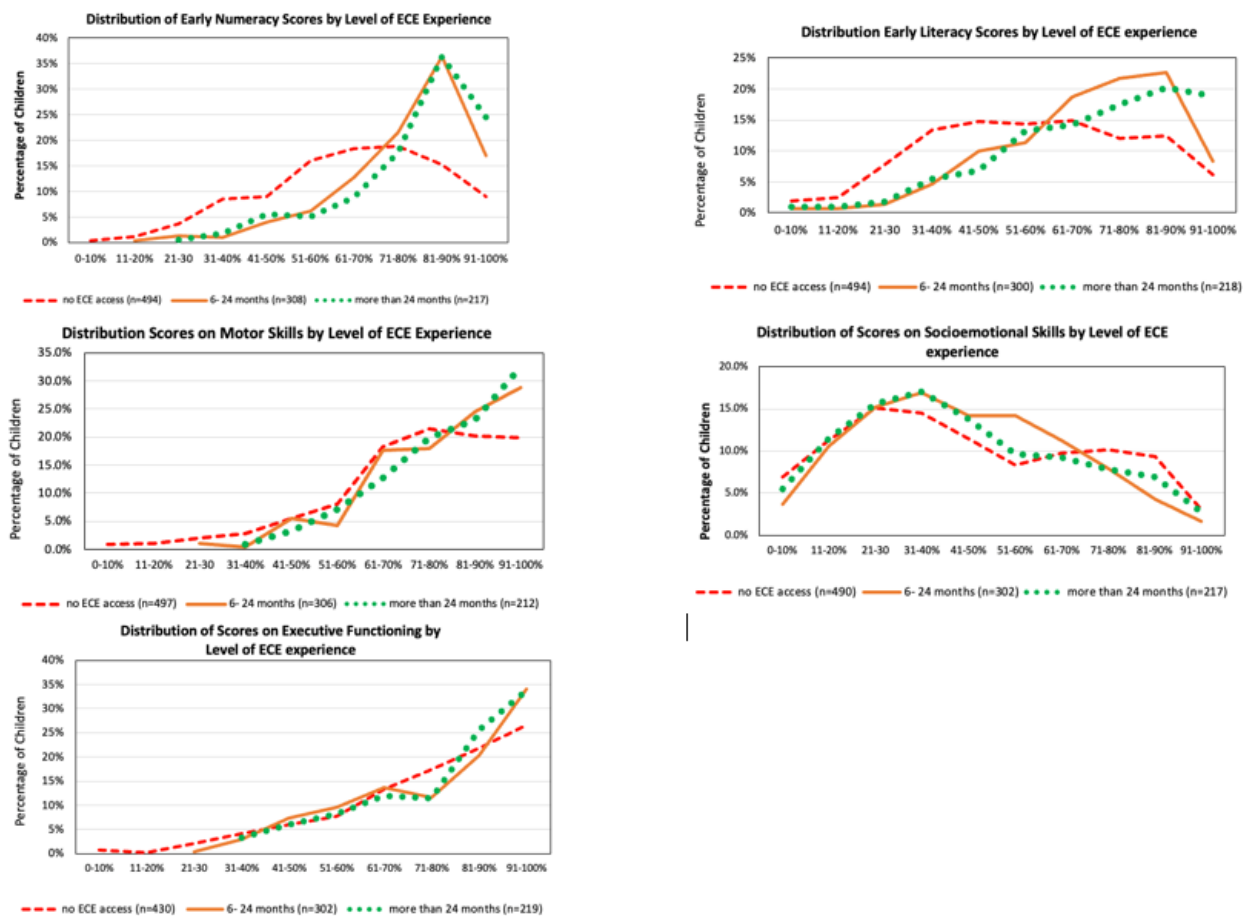 Distribution of Early Numeracy Scores by Level of ECE Experience
40%
35%
30%
25%
20%
15%
10%
5%
0%
Percentage of Children
0-10% 11-20% 21-30 31-40% 41-50% 51-60% 61-70% 71-80% 81-90% 91-100%
no ECE access (n=494) 6- 24 months (n=308) more than 24 months (n=217)
Distribution Early Literacy Scores by Level of ECE experience
25%
20%
15%
10%
5%
0%
Percentage of Children
0-10% 11-20% 21-30 31-40% 41-50% 51-60% 61-70% 71-80% 81-90% 91-100%
no ECE access (n=494) 6- 24 months (n=300) more than 24 months (n=218)
Distribution Scores on Motor Skills by Level of ECE Experience
35.0%
30.0%
25.0%
20.0%
15.0%
10.0%
5.0%
0.0%
Percentage of Children
0-10% 11-20% 21-30 31-40% 41-50% 51-60% 61-70% 71-80% 81-90% 91-100%
no ECE access (n=497) 6- 24 months (n=306) more than 24 months (n=212)
Distribution of Scores on Socioemotional Skills by Level of ECE
experience
20.0%
15.0%
10.0%
5.0%
0.0%
Percentage of Children
0-10% 11-20% 21-30 31-40% 41-50% 51-60% 61-70% 71-80% 81-90% 91-100%
no ECE access (n=490) 6- 24 months (n=302) more than 24 months (n=217)
Distribution of Scores on Executive Functioning by
Level of ECE experience
40%
35%
30%
25%
20%
15%
10%
5%
0%
Percentage of Children
0-10% 11-20% 21-30 31-40% 41-50% 51-60% 61-70% 71-80% 81-90% 91-100%
no ECE access (n=430) 6- 24 months (n=302) more than 24 months (n=219)